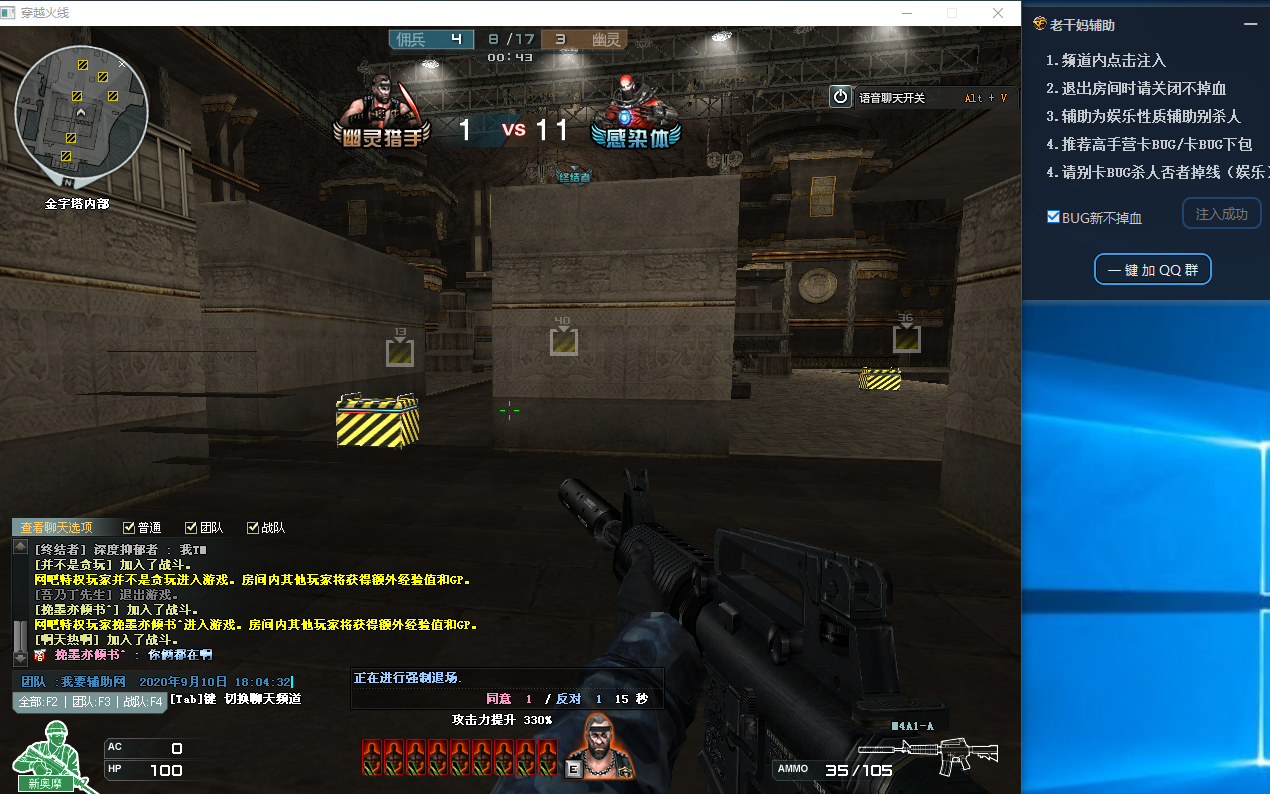 穿越火线
佣兵 4 8 /17 3 幽灵
00:43
幽灵猎手 1 VS 11 感染体
终结者
语音聊天开关 Alt + V
N
金字塔内部
13
40
36
查看聊天选项 普通 团队 战队
[终结者] 深度抑郁者 : 我TM
[并不是贪玩] 加入了战斗。
网吧特权玩家并不是贪玩进入游戏。房间内其他玩家将获得额外经验值和GP。
[吾乃丁先生] 退出游戏。
[挽墨亦倾书^] 加入了战斗。
网吧特权玩家挽墨亦倾书^进入游戏。房间内其他玩家将获得额外经验值和GP。
[啊天热啊] 加入了战斗。
挽墨亦倾书^ : 你俩都在啊
团队 :我要辅助网 2020年9月10日 18:04:32
全部:F2 | 团队:F3 | 战队:F4 [Tab]键 切换聊天频道
正在进行强制退场.
同意 1 / 反对 1 15 秒
攻击力提升 330%
E
AC 0
HP 100
新奥摩
M4A1-A
AMMO 35/105
老干妈辅助
1.频道内点击注入
2.退出房间时请关闭不掉血
3.辅助为娱乐性质辅助别杀人
4.推荐高手营卡BUG/卡BUG下包
4.请别卡BUG杀人否者掉线（娱乐
BUG新不掉血 注入成功
一 键 加 QQ 群